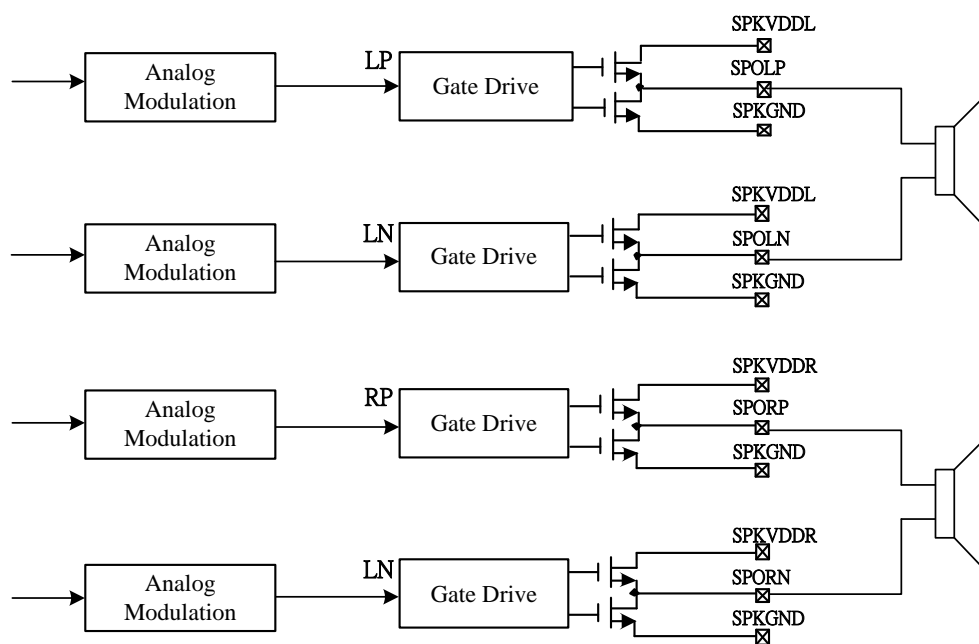 SPKVDDL
Analog
Modulation
LP
Gate Drive
SPOLP
SPKGND
SPKVDDL
Analog
Modulation
LN
Gate Drive
SPOLN
SPKGND
SPKVDDR
Analog
Modulation
RP
Gate Drive
SPORP
SPKGND
SPKVDDR
Analog
Modulation
LN
Gate Drive
SPORN
SPKGND